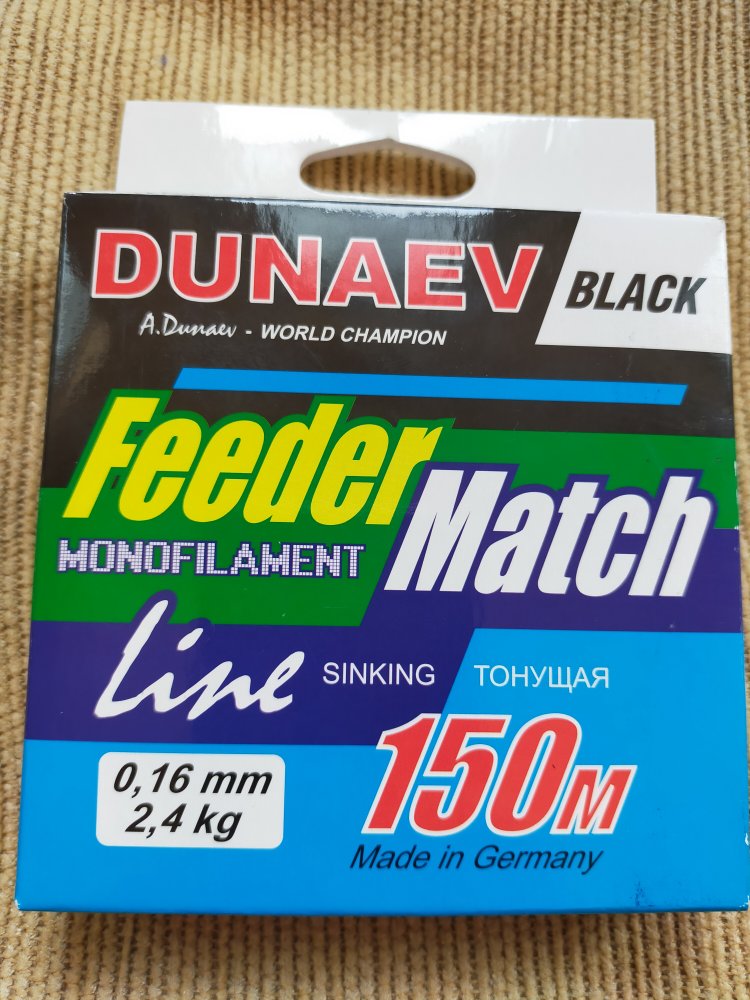 DUNAEV
BLACK
A.Dunaev - WORLD CHAMPION
Feeder
Match
MONOFILAMENT
Line SINKING ТОНУЩАЯ
0,16 mm
2,4 kg
150м
Made in Germany